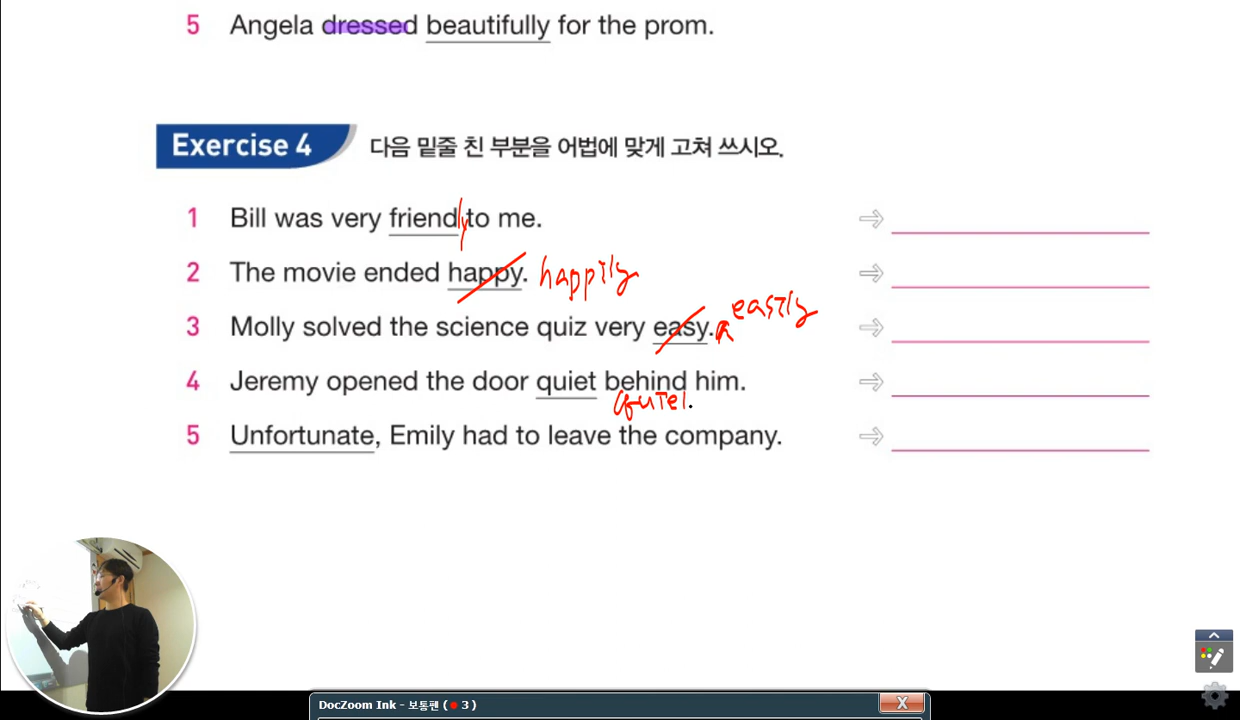 5 Angela dressed beautifully for the prom.
Exercise 4 다음 밑줄 친 부분을 어법에 맞게 고쳐 쓰시오.
1 Bill was very friendly to me. ⇨
2 The movie ended happy. happily ⇨
3 Molly solved the science quiz very easy. easily ⇨
4 Jeremy opened the door quiet behind him. ⇨
5 Unfortunate, Emily had to leave the company. ⇨
DocZoom Ink - 보통펜 ( 3 ) X